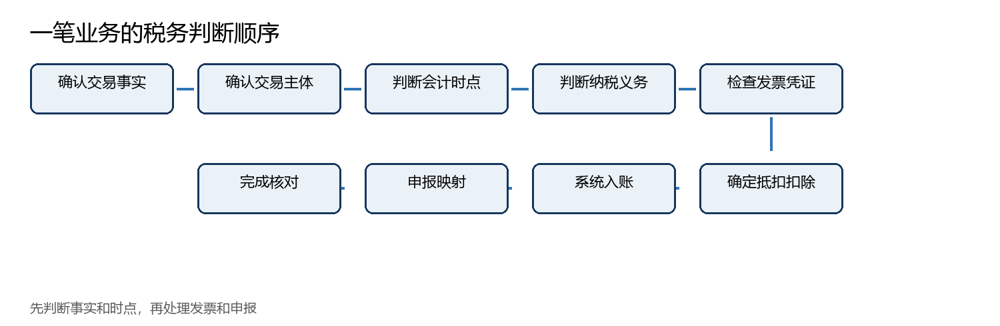 一笔业务的税务判断顺序
确认交易事实
确认交易主体
判断会计时点
判断纳税义务
检查发票凭证
完成核对
申报映射
系统入账
确定抵扣扣除
先判断事实和时点，再处理发票和申报